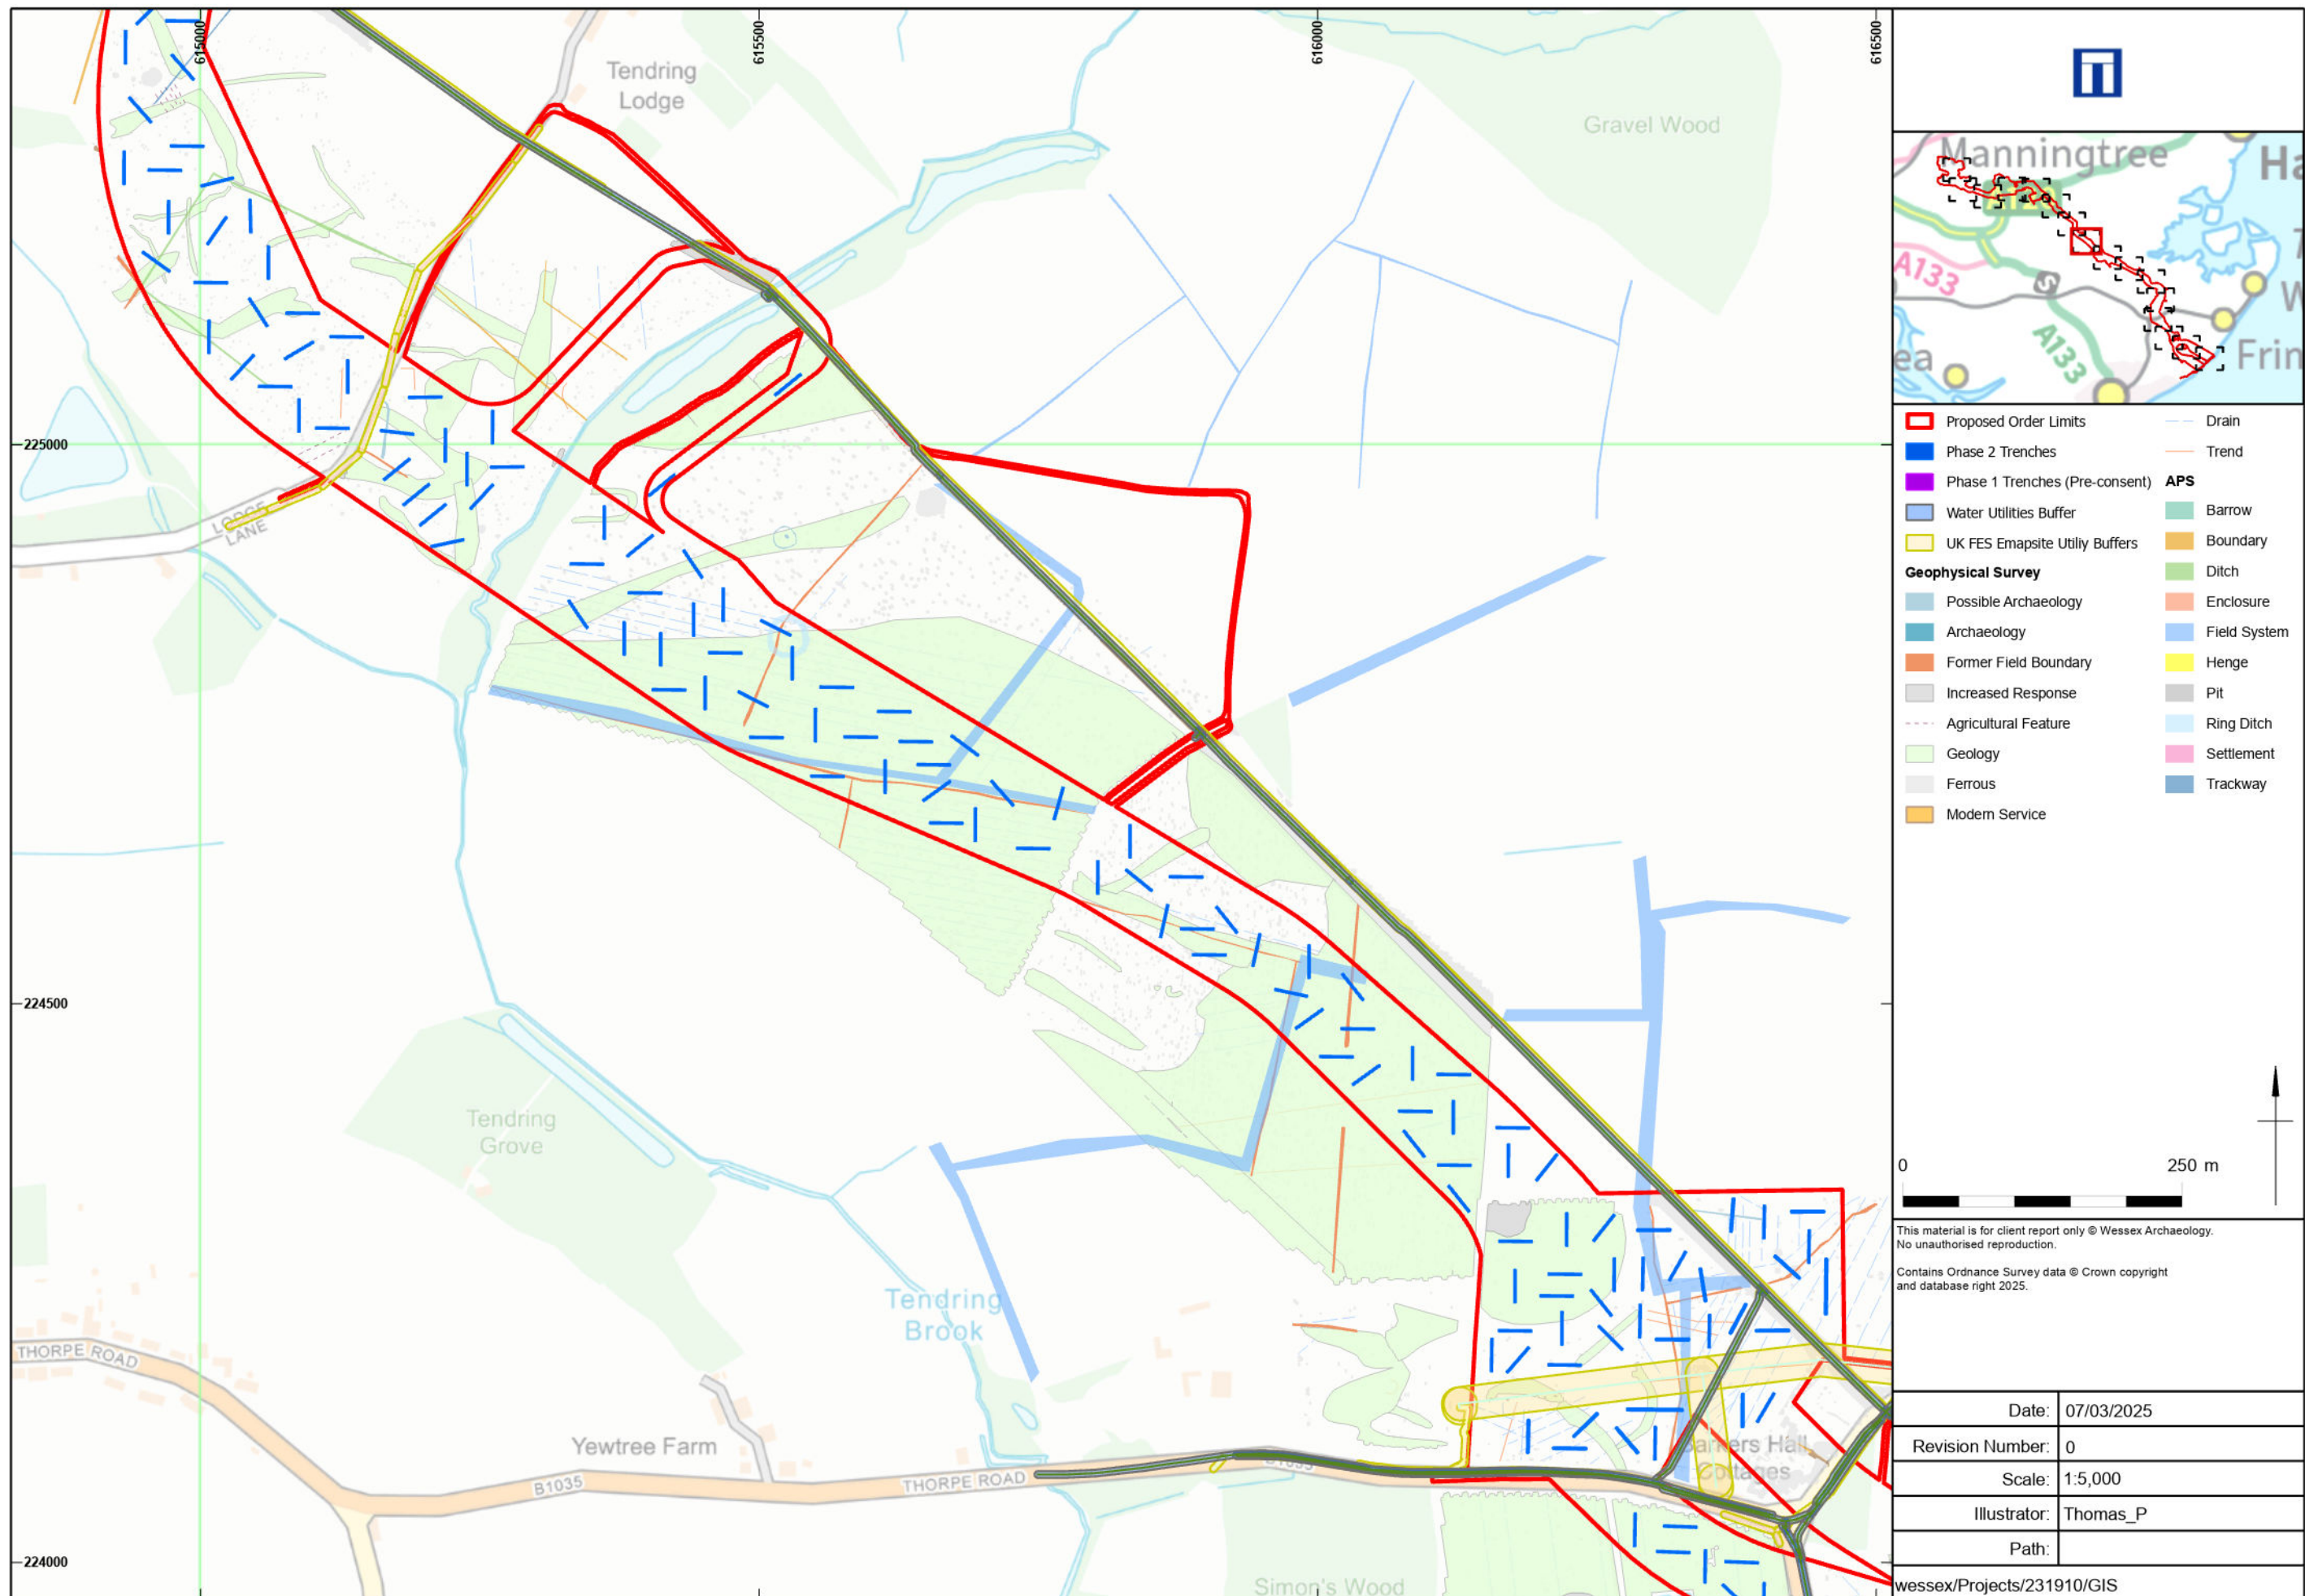 615000
615500
616000
616500
225000
224500
224000
Tendring
Lodge
Gravel Wood
LODGE
LANE
Tendring
Grove
Tendring
Brook
THORPE ROAD
Yewtree Farm
B1035
THORPE ROAD
B1035
Barkers Hall
Cottages
Simon's Wood
Manningtree
Ha
A120
A133
A133
S
W
ea
Frin
Proposed Order Limits
Phase 2 Trenches
Phase 1 Trenches (Pre-consent)
Water Utilities Buffer
UK FES Emapsite Utiliy Buffers
Geophysical Survey
Possible Archaeology
Archaeology
Former Field Boundary
Increased Response
Agricultural Feature
Geology
Ferrous
Modern Service
Drain
Trend
APS
Barrow
Boundary
Ditch
Enclosure
Field System
Henge
Pit
Ring Ditch
Settlement
Trackway
0 250 m
This material is for client report only © Wessex Archaeology.
No unauthorised reproduction.
Contains Ordnance Survey data © Crown copyright
and database right 2025.
Date: 07/03/2025
Revision Number: 0
Scale: 1:5,000
Illustrator: Thomas_P
Path:
wessex/Projects/231910/GIS